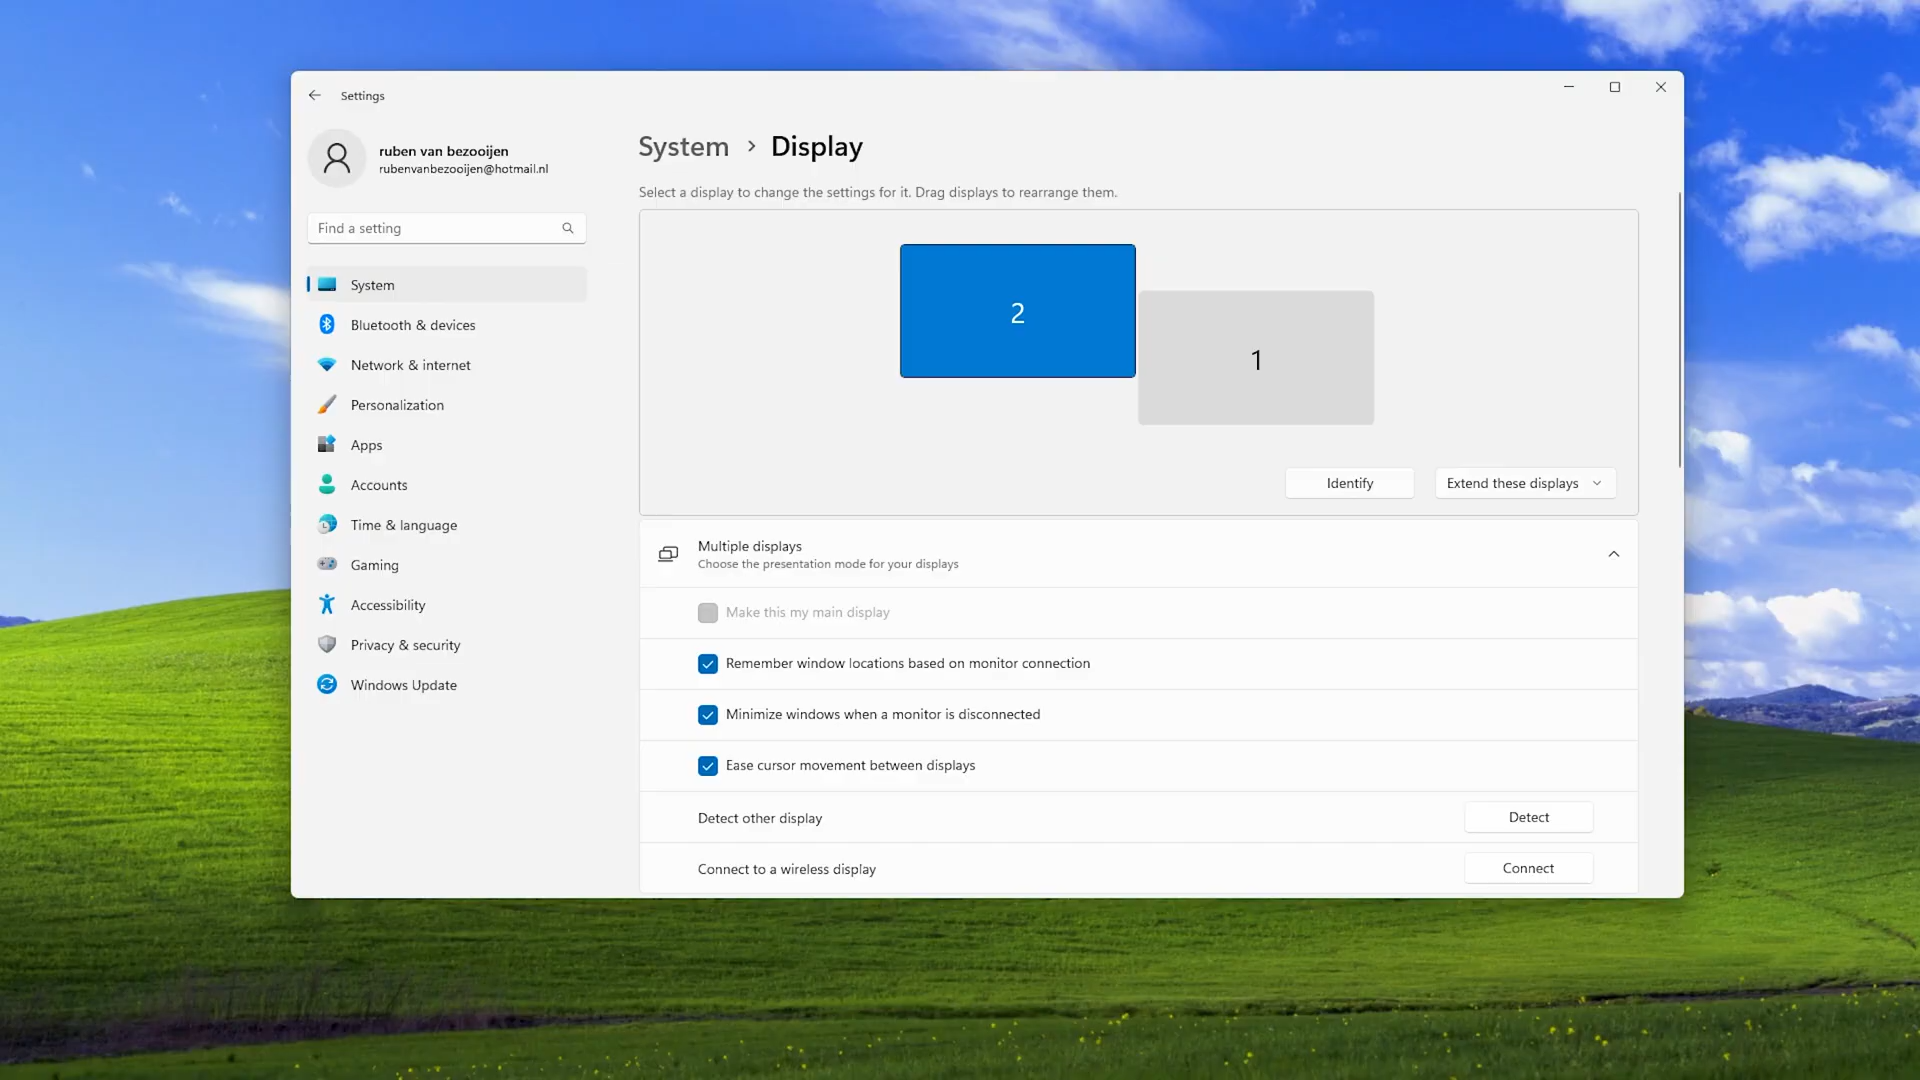 Settings
ruben van bezooijen
rubenvanbezooijen@hotmail.nl
Find a setting
System
Bluetooth & devices
Network & internet
Personalization
Apps
Accounts
Time & language
Gaming
Accessibility
Privacy & security
Windows Update
System › Display
Select a display to change the settings for it. Drag displays to rearrange them.
2
1
Identify
Extend these displays
Multiple displays
Choose the presentation mode for your displays
Make this my main display
Remember window locations based on monitor connection
Minimize windows when a monitor is disconnected
Ease cursor movement between displays
Detect other display
Detect
Connect to a wireless display
Connect